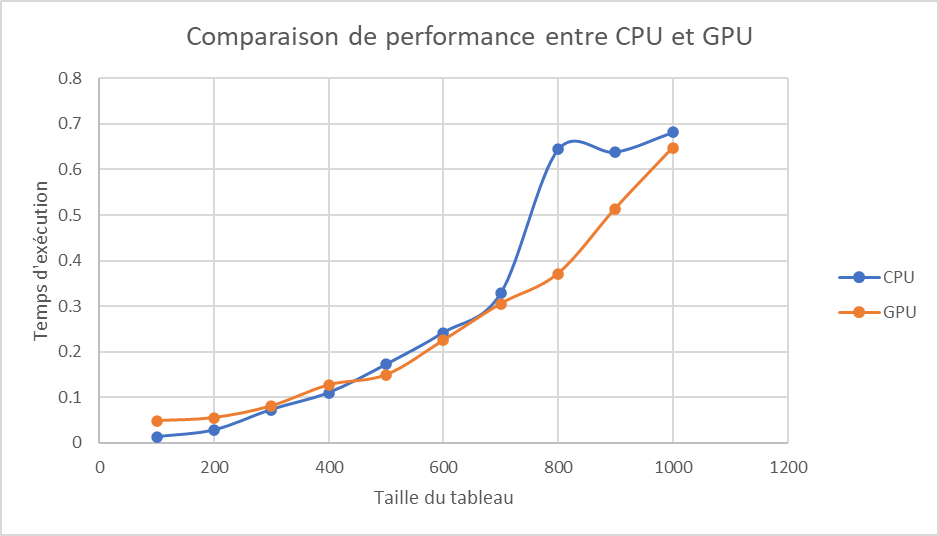 Comparaison de performance entre CPU et GPU
0.8
0.7
0.6
0.5
0.4
0.3
0.2
0.1
0
Temps d'exécution
0 200 400 600 800 1000 1200
Taille du tableau
CPU
GPU